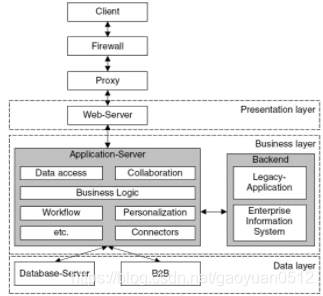 Client
Firewall
Proxy
Web-Server
Presentation layer
Business layer
Application-Server
Data access
Collaboration
Business Logic
Workflow
Personalization
etc.
Connectors
Backend
Legacy-
Application
Enterprise
Information
System
Data layer
Database-Server
B2B
https://blog.csdn.net/gaoyuan0512